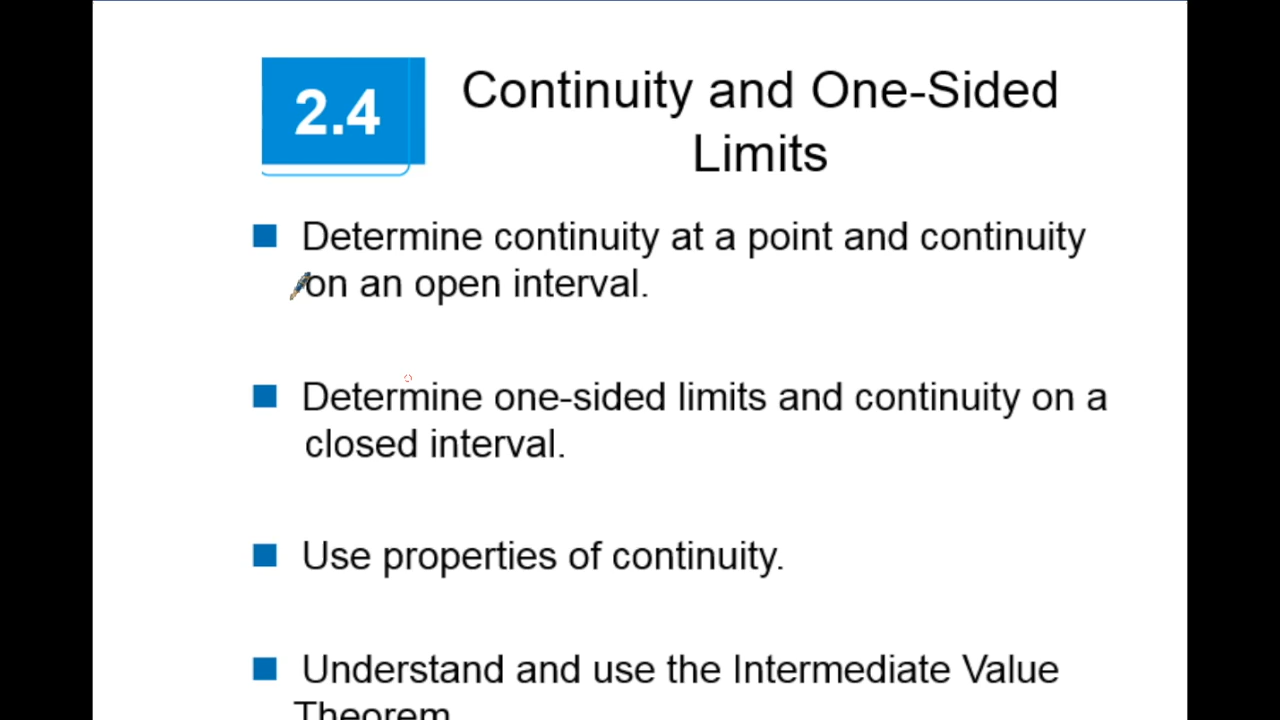 2.4
Continuity and One-Sided
Limits
Determine continuity at a point and continuity
on an open interval.
Determine one-sided limits and continuity on a
closed interval.
Use properties of continuity.
Understand and use the Intermediate Value
Theorem